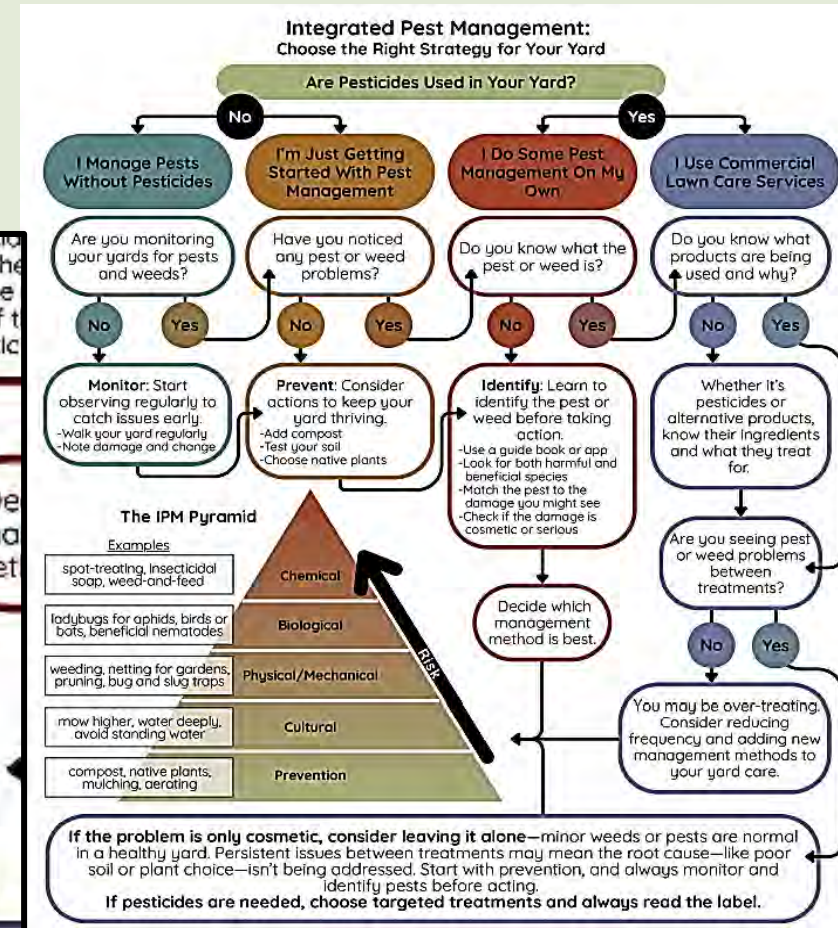 Integrated Pest Management:
Choose the Right Strategy for Your Yard
Are Pesticides Used in Your Yard?
No
Yes
I Manage Pests
Without Pesticides
I'm Just Getting
Started With Pest
Management
I Do Some Pest
Management On My
Own
I Use Commercial
Lawn Care Services
Are you monitoring
your yards for pests
and weeds?
Have you noticed
any pest or weed
problems?
Do you know what the
pest or weed is?
Do you know what
products are being
used and why?
No
Yes
No
Yes
No
Yes
No
Yes
Monitor: Start
observing regularly to
catch issues early.
-Walk your yard regularly
-Note damage and change
Prevent: Consider
actions to keep your
yard thriving.
-Add compost
-Test your soil
-Choose native plants
Identify: Learn to
identify the pest or
weed before taking
action.
-Use a guide book or app
-Look for both harmful and
beneficial species
-Match the pest to the
damage you might see
-Check if the damage is
cosmetic or serious
Whether it's
pesticides or
alternative products,
know their ingredients
and what they treat
for.
Decide which
management
method is best.
Are you seeing pest
or weed problems
between
treatments?
No
Yes
You may be over-treating.
Consider reducing
frequency and adding new
management methods to
your yard care.
The IPM Pyramid
Examples
spot-treating, insecticidal
soap, weed-and-feed
Chemical
ladybugs for aphids, birds or
bats, beneficial nematodes
Biological
weeding, netting for gardens,
pruning, bug and slug traps
Physical/Mechanical
mow higher, water deeply,
avoid standing water
Cultural
compost, native plants,
mulching, aerating
Prevention
Risk
If the problem is only cosmetic, consider leaving it alone—minor weeds or pests are normal
in a healthy yard. Persistent issues between treatments may mean the root cause—like poor
soil or plant choice—isn't being addressed. Start with prevention, and always monitor and
identify pests before acting.
If pesticides are needed, choose targeted treatments and always read the label.